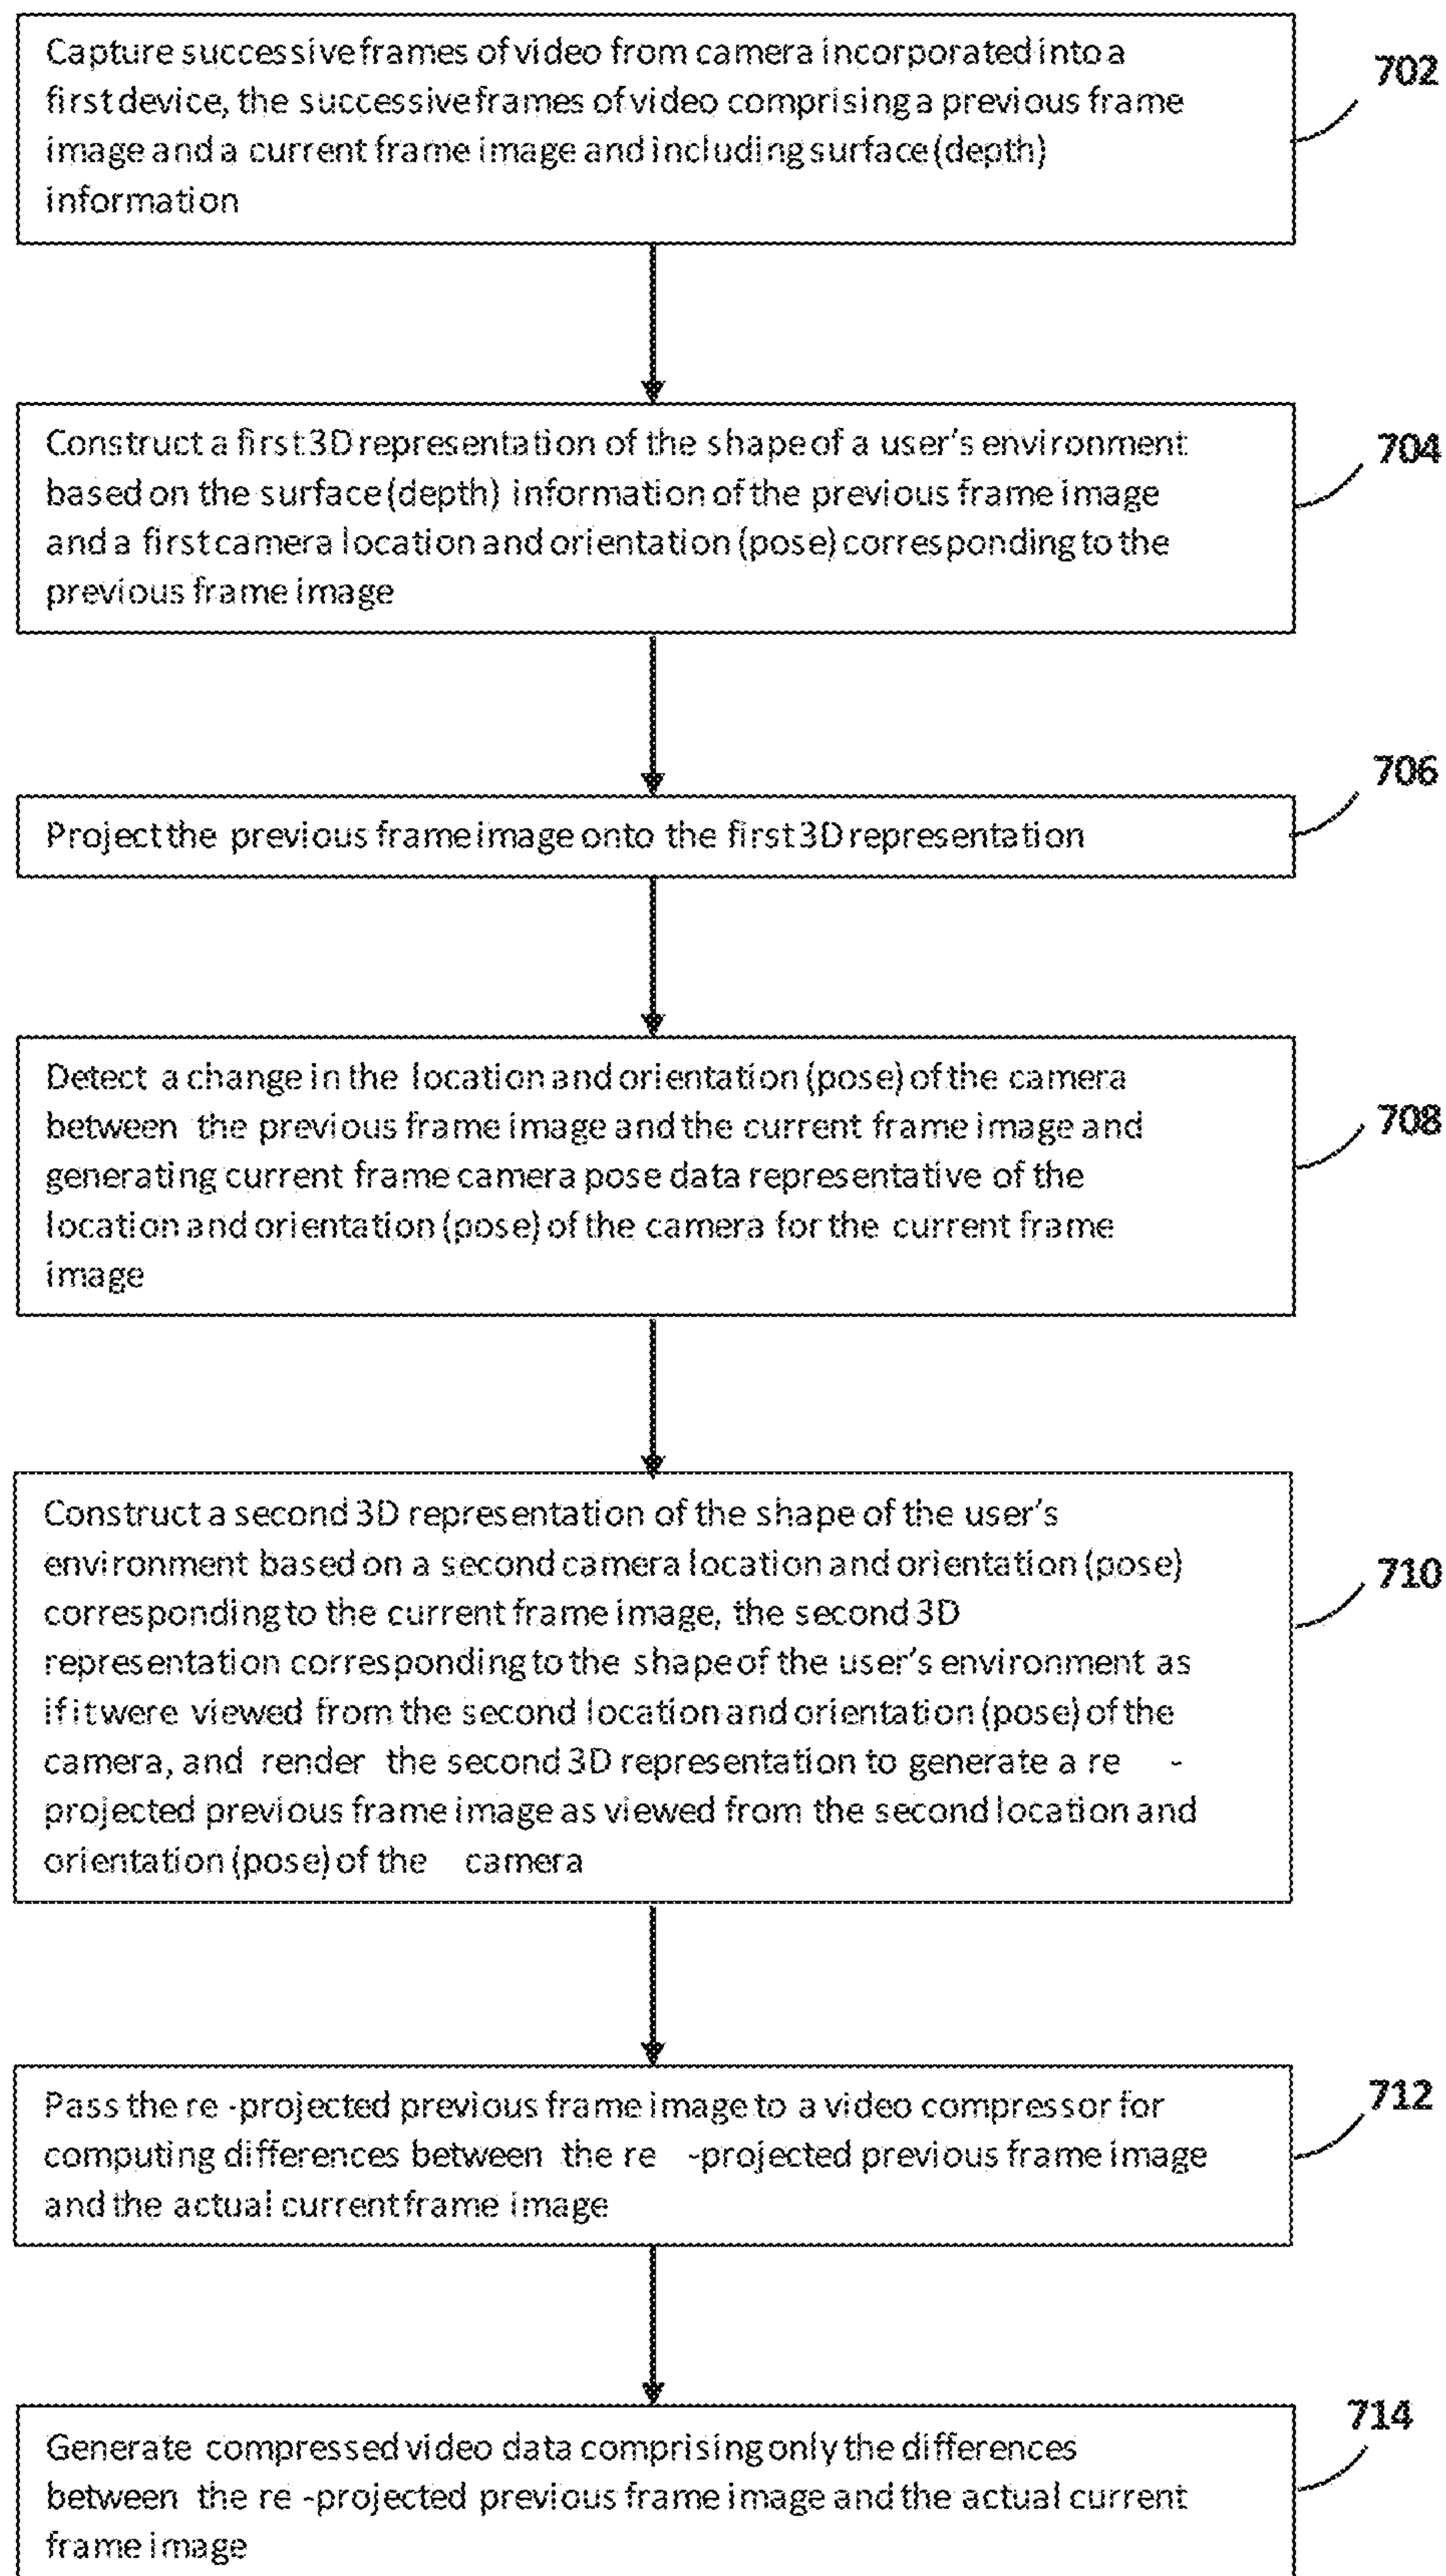 Capture successive frames of video from camera incorporated into a
702
first device, the successive frames of video comprising a previous frame
image and a current frame image and including surface (depth)
information
Construct a first 3D representation of the shape of a user's environment
704
based on the surface (depth) information of the previous frame image
and a first camera location and orientation (pose) corresponding to the
previous frame image
706
Project the previous frame image onto the first 3D representation
Detect a change in the location and orientation (pose) of the camera
between the previous frame image and the current frame image and
708
generating current frame camera pose data representative of the
location and orientation (pose) of the camera for the current frame
image
Construct a second 3D representation of the shape of the user's
environment based on a second camera location and orientation (pose)
710
corresponding to the current frame image, the second 3D
representation corresponding to the shape of the user's environment as
if it were viewed from the second location and orientation (pose) of the
camera, and render the second 3D representation to generate a re -
projected previous frame image as viewed from the second location and
orientation (pose) of the camera
712
Pass the re -projected previous frame image to a video compressor for
computing differences between the re -projected previous frame image
and the actual current frame image
714
Generate compressed video data comprising only the differences
between the re -projected previous frame image and the actual current
frame image